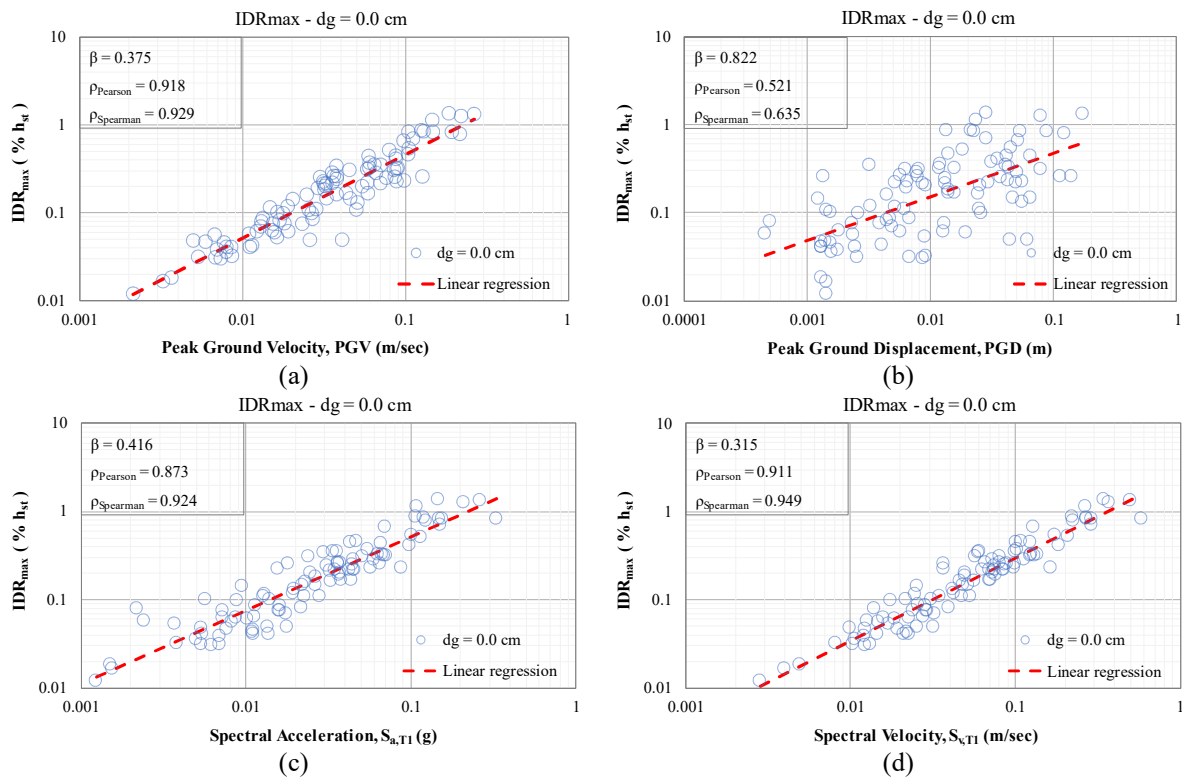 IDRmax - dg = 0.0 cm
β = 0.375
ρPearson = 0.918
ρSpearman = 0.929
10
1
0.1
0.01
IDRmax ( % hst)
dg = 0.0 cm
Linear regression
0.001
0.01
0.1
1
Peak Ground Velocity, PGV (m/sec)
(a)
IDRmax - dg = 0.0 cm
β = 0.822
ρPearson = 0.521
ρSpearman = 0.635
10
1
0.1
0.01
IDRmax ( % hst)
dg = 0.0 cm
Linear regression
0.0001
0.001
0.01
0.1
1
Peak Ground Displacement, PGD (m)
(b)
IDRmax - dg = 0.0 cm
β = 0.416
ρPearson = 0.873
ρSpearman = 0.924
10
1
0.1
0.01
IDRmax ( % hst)
dg = 0.0 cm
Linear regression
0.001
0.01
0.1
1
Spectral Acceleration, Sa,T1 (g)
(c)
IDRmax - dg = 0.0 cm
β = 0.315
ρPearson = 0.911
ρSpearman = 0.949
10
1
0.1
0.01
IDRmax ( % hst)
dg = 0.0 cm
Linear regression
0.001
0.01
0.1
1
Spectral Velocity, Sv,T1 (m/sec)
(d)